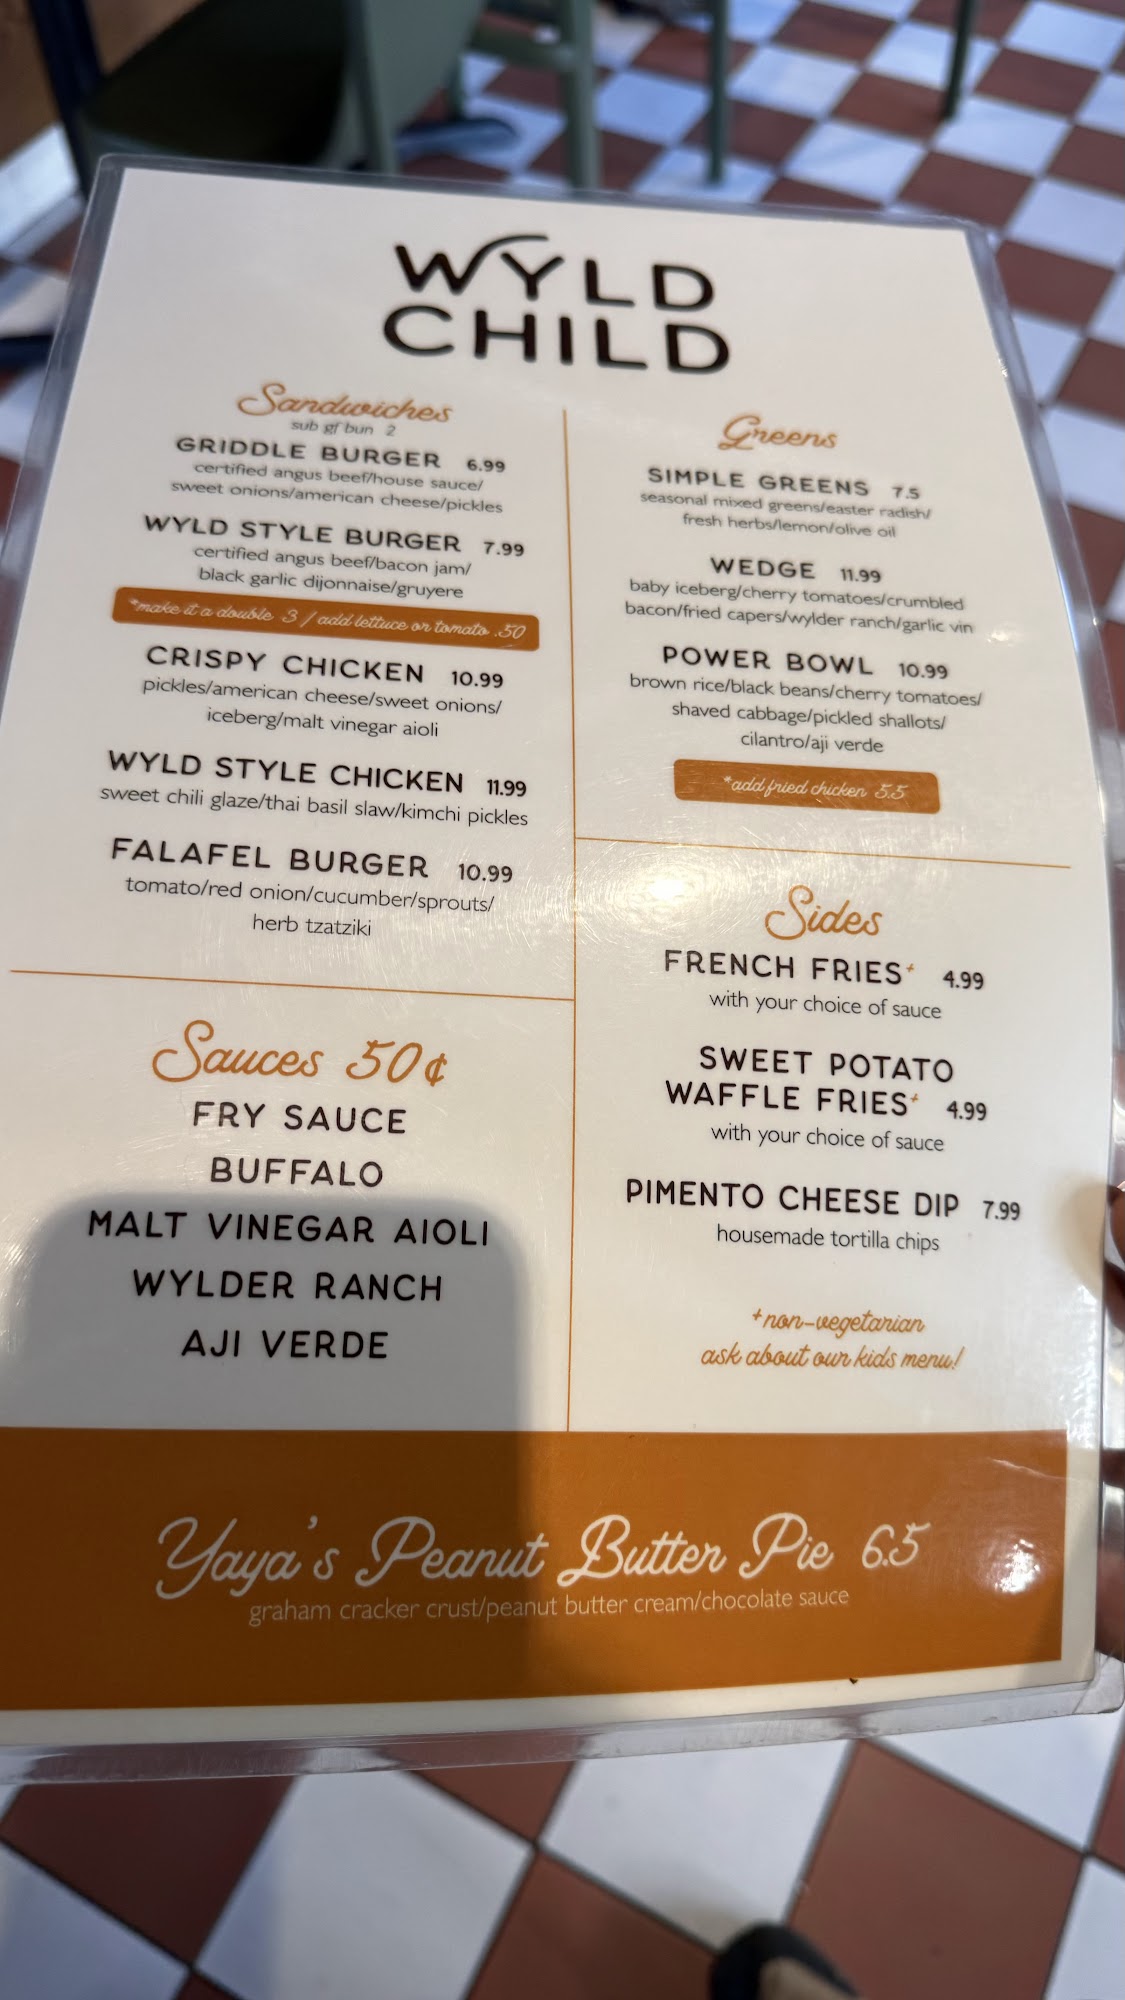 WYLD
CHILD
Sandwiches
sub gf bun 2
GRIDDLE BURGER 6.99
certified angus beef/house sauce/
sweet onions/american cheese/pickles
WYLD STYLE BURGER 7.99
certified angus beef/bacon jam/
black garlic dijonnaise/gruyere
*make it a double 3 / add lettuce or tomato .50
CRISPY CHICKEN 10.99
pickles/american cheese/sweet onions/
iceberg/malt vinegar aioli
WYLD STYLE CHICKEN 11.99
sweet chili glaze/thai basil slaw/kimchi pickles
FALAFEL BURGER 10.99
tomato/red onion/cucumber/sprouts/
herb tzatziki
Sauces 50¢
FRY SAUCE
BUFFALO
MALT VINEGAR AIOLI
WYLDER RANCH
AJI VERDE
Greens
SIMPLE GREENS 7.5
seasonal mixed greens/easter radish/
fresh herbs/lemon/olive oil
WEDGE 11.99
baby iceberg/cherry tomatoes/crumbled
bacon/fried capers/wylder ranch/garlic vin
POWER BOWL 10.99
brown rice/black beans/cherry tomatoes/
shaved cabbage/pickled shallots/
cilantro/aji verde
*add fried chicken 5.5
Sides
FRENCH FRIES+ 4.99
with your choice of sauce
SWEET POTATO
WAFFLE FRIES+ 4.99
with your choice of sauce
PIMENTO CHEESE DIP 7.99
housemade tortilla chips
+non-vegetarian
ask about our kids menu!
Yaya's Peanut Butter Pie 6.5
graham cracker crust/peanut butter cream/chocolate sauce